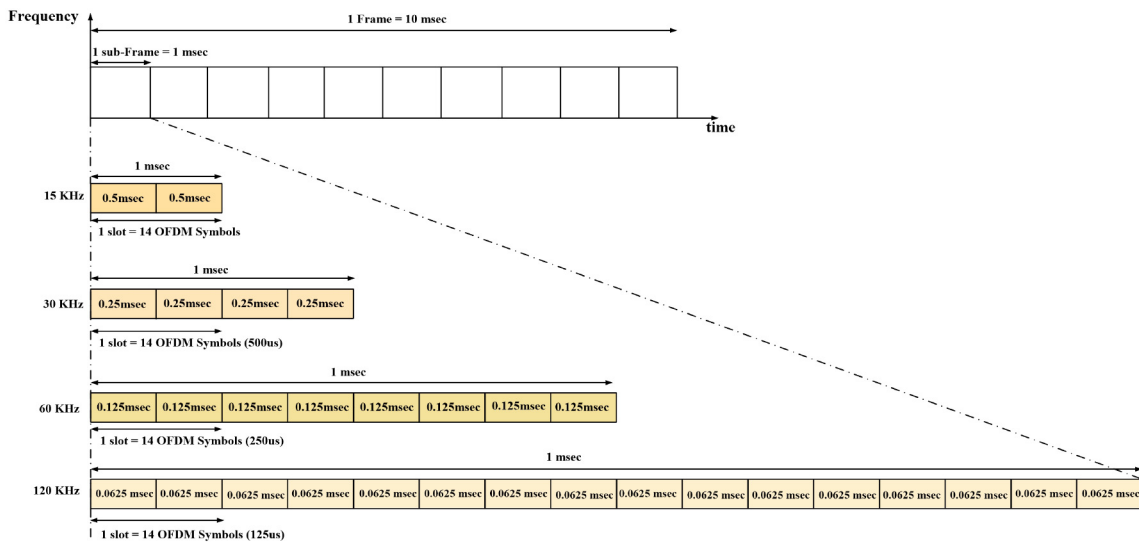 Frequency
1 Frame = 10 msec
1 sub-Frame = 1 msec
time
1 msec
15 KHz
0.5msec 0.5msec
1 slot = 14 OFDM Symbols
1 msec
30 KHz
0.25msec 0.25msec 0.25msec 0.25msec
1 slot = 14 OFDM Symbols (500us)
1 msec
60 KHz
0.125msec 0.125msec 0.125msec 0.125msec 0.125msec 0.125msec 0.125msec 0.125msec
1 slot = 14 OFDM Symbols (250us)
1 msec
120 KHz
0.0625 msec 0.0625 msec 0.0625 msec 0.0625 msec 0.0625 msec 0.0625 msec 0.0625 msec 0.0625 msec 0.0625 msec 0.0625 msec 0.0625 msec 0.0625 msec 0.0625 msec 0.0625 msec 0.0625 msec 0.0625 msec
1 slot = 14 OFDM Symbols (125us)